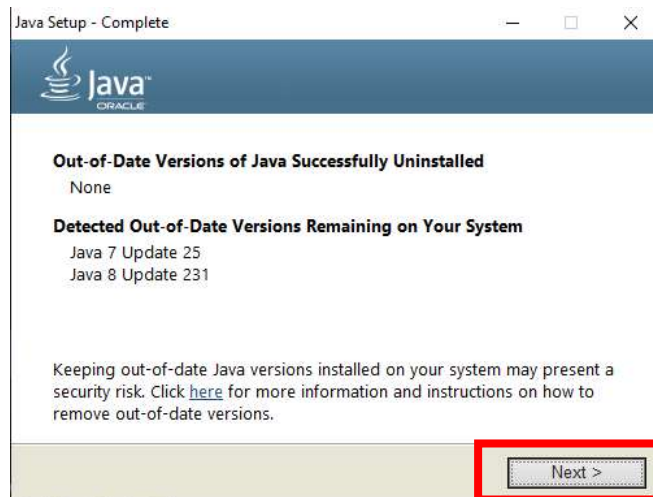 Java Setup - Complete
Java™
ORACLE
Out-of-Date Versions of Java Successfully Uninstalled
None
Detected Out-of-Date Versions Remaining on Your System
Java 7 Update 25
Java 8 Update 231
Keeping out-of-date Java versions installed on your system may present a
security risk. Click here for more information and instructions on how to
remove out-of-date versions.
Next >